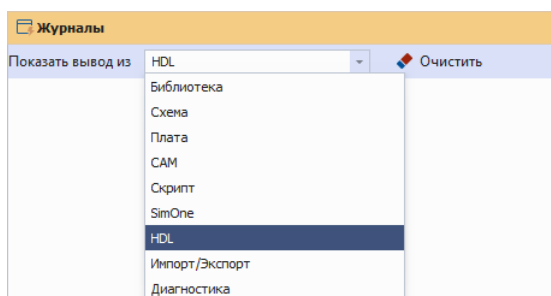 Журналы
Показать вывод из HDL Очистить
Библиотека
Схема
Плата
CAM
Скрипт
SimOne
HDL
Импорт/Экспорт
Диагностика